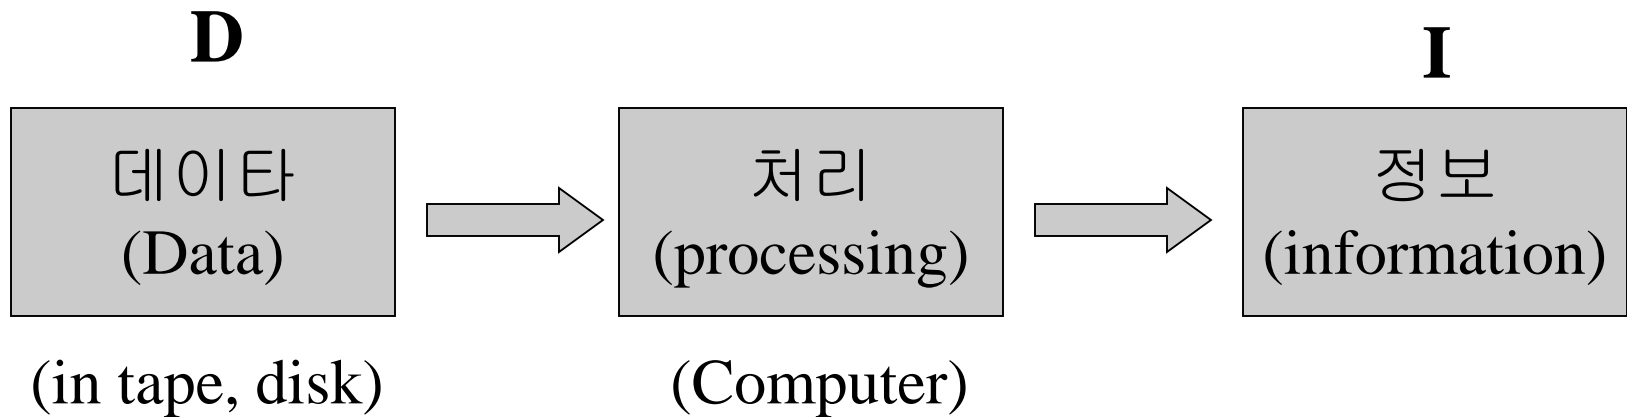 D
I
데이타
(Data)
처리
(processing)
정보
(information)
(in tape, disk)
(Computer)